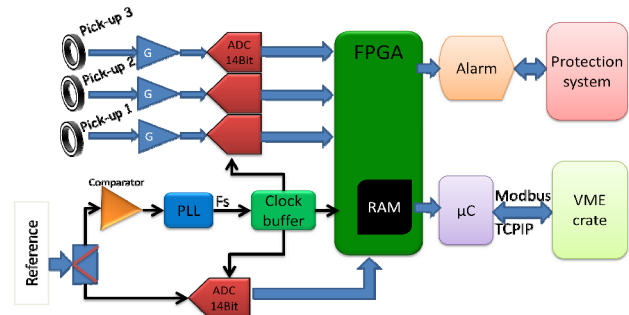 Pick-up 3
Pick-up 2
Pick-up 1
G
G
G
ADC
14Bit
FPGA
Alarm
Protection
system
Comparator
PLL
Fs
Clock
buffer
RAM
µC
Modbus
TCPIP
VME
crate
Reference
ADC
14Bit